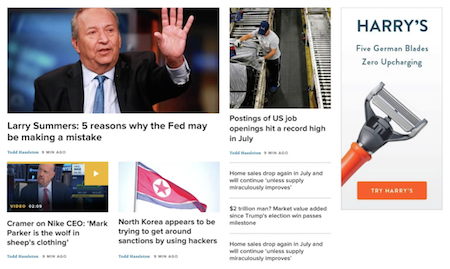 Larry Summers: 5 reasons why the Fed may
be making a mistake
Todd Haselton 9 MIN AGO
VIDEO 02:09
Cramer on Nike CEO: 'Mark
Parker is the wolf in
sheep's clothing'
Todd Haselton 9 MIN AGO
North Korea appears to be
trying to get around
sanctions by using hackers
Todd Haselton 9 MIN AGO
Postings of US job
openings hit a record high
in July
Todd Haselton 9 MIN AGO
Home sales drop again in July and
will continue 'unless supply
miraculously improves'
$2 trillion man? Market value added
since Trump's election win passes
milestone
Home sales drop again in July and
will continue 'unless supply
miraculously improves'
HARRY'S
Five German Blades
Zero Upcharging
TRY HARRY'S